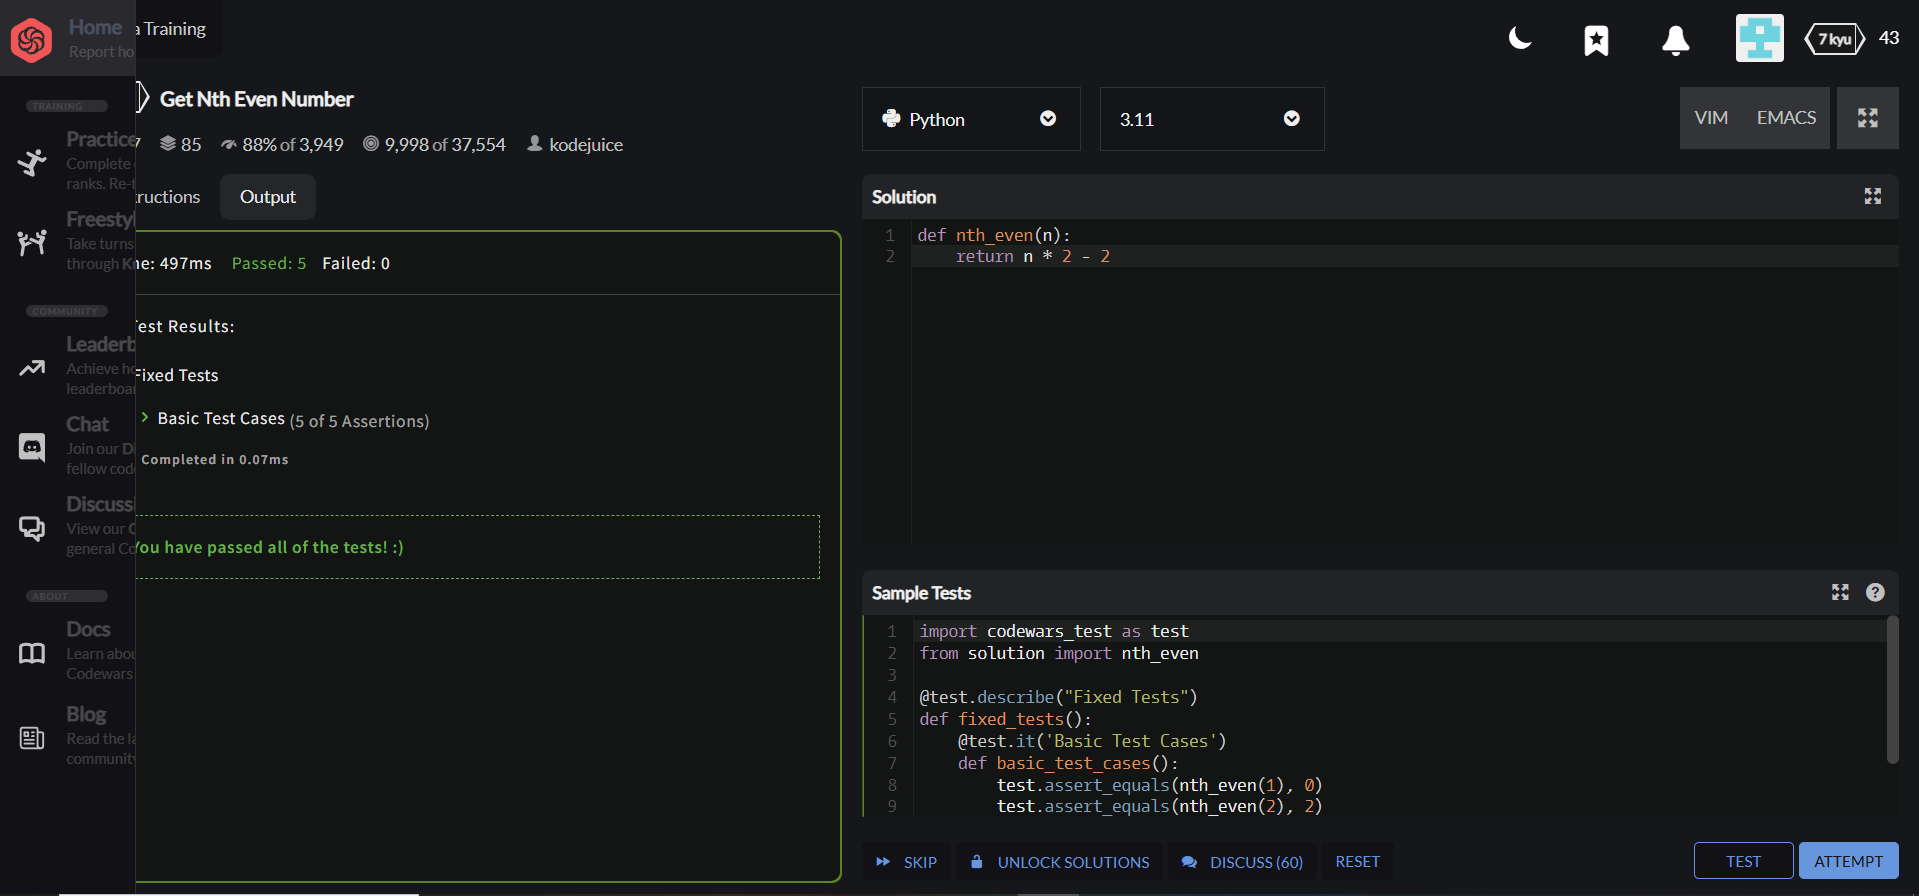 Home
Report
Training
7 kyu
43
TRAINING
Practice
Complete
ranks.
Freesty
Take turns
through
COMMUNITY
Leaderb
Achieve
leaderboa
Chat
Join our
fellow cod
Discussi
View our
general
ABOUT
Docs
Learn abou
Codewars
Blog
Read the la
community
Get Nth Even Number
85 88% of 3,949 9,998 of 37,554 kodejuice
ructions Output
ne: 497ms Passed: 5 Failed: 0
Test Results:
Fixed Tests
Basic Test Cases (5 of 5 Assertions)
Completed in 0.07ms
You have passed all of the tests! :)
Python 3.11
VIM EMACS
Solution
1 def nth_even(n):
2 return n * 2 - 2
Sample Tests
1 import codewars_test as test
2 from solution import nth_even
3
4 @test.describe("Fixed Tests")
5 def fixed_tests():
6 @test.it('Basic Test Cases')
7 def basic_test_cases():
8 test.assert_equals(nth_even(1), 0)
9 test.assert_equals(nth_even(2), 2)
SKIP UNLOCK SOLUTIONS DISCUSS (60) RESET TEST ATTEMPT